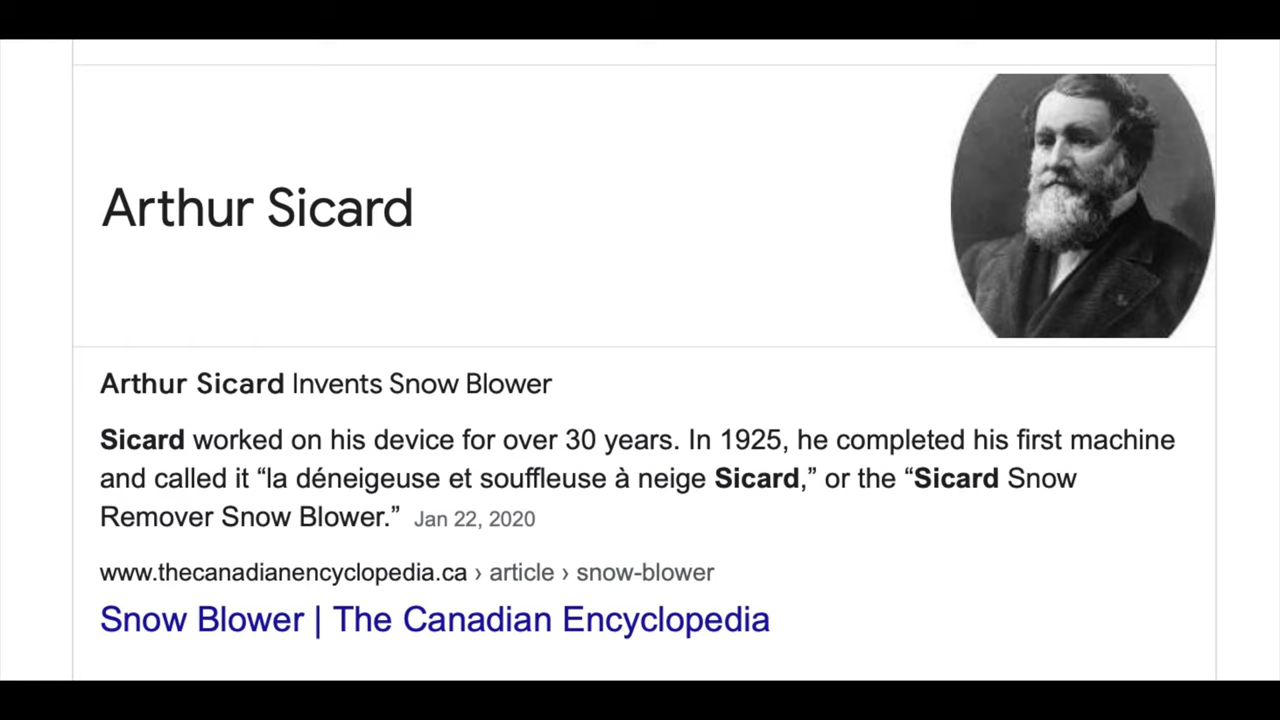 Arthur Sicard
Arthur Sicard Invents Snow Blower
Sicard worked on his device for over 30 years. In 1925, he completed his first machine
and called it “la déneigeuse et souffleuse à neige Sicard,” or the “Sicard Snow
Remover Snow Blower.” Jan 22, 2020
www.thecanadianencyclopedia.ca › article › snow-blower
Snow Blower | The Canadian Encyclopedia